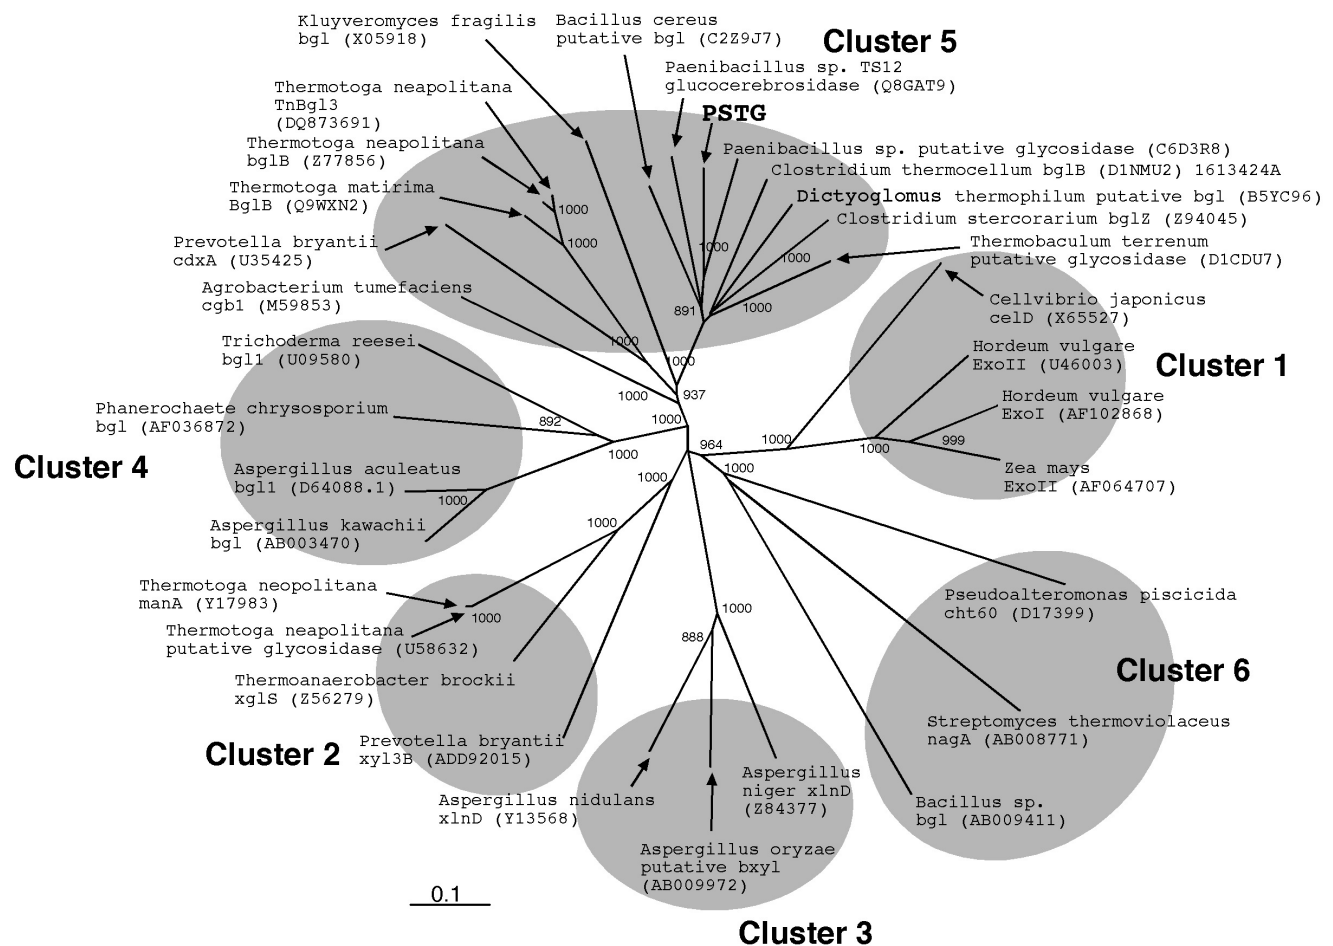 Kluyveromyces fragilis
bgl (X05918)
Bacillus cereus
putative bgl (C2Z9J7)
Cluster 5
Paenibacillus sp. TS12
glucocerebrosidase (Q8GAT9)
PSTG
Thermotoga neapolitana
TnBgl3
(DQ873691)
Thermotoga neapolitana
bglB (Z77856)
Thermotoga matirima
BglB (Q9WXN2)
Prevotella bryantii
cdxA (U35425)
Agrobacterium tumefaciens
cgb1 (M59853)
Paenibacillus sp. putative glycosidase (C6D3R8)
Clostridium thermocellum bglB (D1NMU2) 1613424A
Dictyoglomus thermophilum putative bgl (B5YC96)
Clostridium stercorarium bglZ (Z94045)
Thermobaculum terrenum
putative glycosidase (D1CDU7)
1000
1000
1000
1000
1000
891
1000
1000
937
1000
1000
Cellvibrio japonicus
celD (X65527)
Hordeum vulgare
ExoII (U46003)
Cluster 1
Hordeum vulgare
ExoI (AF102868)
Zea mays
ExoII (AF064707)
964
1000
1000
999
Trichoderma reesei
bgl1 (U09580)
Phanerochaete chrysosporium
bgl (AF036872)
Cluster 4
Aspergillus aculeatus
bgl1 (D64088.1)
Aspergillus kawachii
bgl (AB003470)
892
1000
1000
1000
1000
1000
Thermotoga neopolitana
manA (Y17983)
1000
Thermotoga neapolitana
putative glycosidase (U58632)
Thermoanaerobacter brockii
xglS (Z56279)
Cluster 2
Prevotella bryantii
xyl3B (ADD92015)
1000
888
Aspergillus nidulans
xlnD (Y13568)
Aspergillus
niger xlnD
(Z84377)
Aspergillus oryzae
putative bxyl
(AB009972)
Cluster 3
Pseudoalteromonas piscicida
cht60 (D17399)
Cluster 6
Streptomyces thermoviolaceus
nagA (AB008771)
Bacillus sp.
bgl (AB009411)
0.1